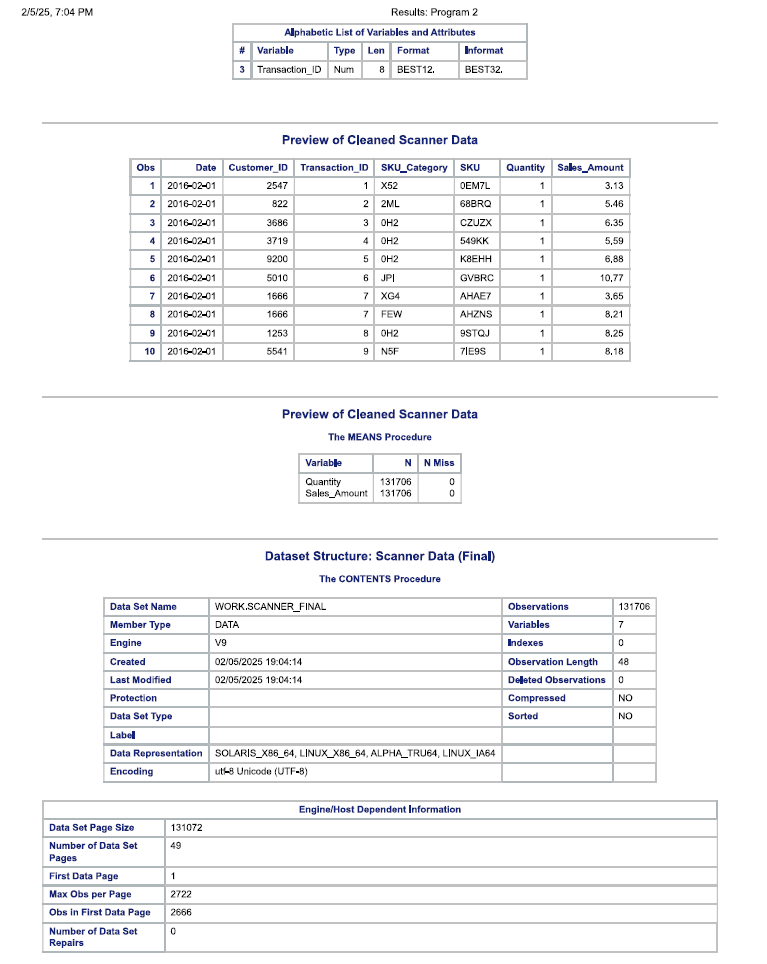 2/5/25, 7:04 PM Results: Program 2
Alphabetic List of Variables and Attributes
# Variable Type Len Format Informat
3 Transaction_ID Num 8 BEST12. BEST32.
Preview of Cleaned Scanner Data
Obs Date Customer_ID Transaction_ID SKU_Category SKU Quantity Sales_Amount
1 2016-02-01 2547 1 X52 0EM7L 1 3.13
2 2016-02-01 822 2 2ML 68BRQ 1 5.46
3 2016-02-01 3686 3 0H2 CZUZX 1 6.35
4 2016-02-01 3719 4 0H2 549KK 1 5.59
5 2016-02-01 9200 5 0H2 K8EHH 1 6.88
6 2016-02-01 5010 6 JPI GVBRC 1 10.77
7 2016-02-01 1666 7 XG4 AHAE7 1 3.65
8 2016-02-01 1666 7 FEW AHZNS 1 8.21
9 2016-02-01 1253 8 0H2 9STQJ 1 8.25
10 2016-02-01 5541 9 N5F 7IE9S 1 8.18
Preview of Cleaned Scanner Data
The MEANS Procedure
Variable N N Miss
Quantity 131706 0
Sales_Amount 131706 0
Dataset Structure: Scanner Data (Final)
The CONTENTS Procedure
Data Set Name WORK.SCANNER_FINAL Observations 131706
Member Type DATA Variables 7
Engine V9 Indexes 0
Created 02/05/2025 19:04:14 Observation Length 48
Last Modified 02/05/2025 19:04:14 Deleted Observations 0
Protection Compressed NO
Data Set Type Sorted NO
Label
Data Representation SOLARIS_X86_64, LINUX_X86_64, ALPHA_TRU64, LINUX_IA64
Encoding utf-8 Unicode (UTF-8)
Engine/Host Dependent Information
Data Set Page Size 131072
Number of Data Set Pages 49
First Data Page 1
Max Obs per Page 2722
Obs in First Data Page 2666
Number of Data Set Repairs 0